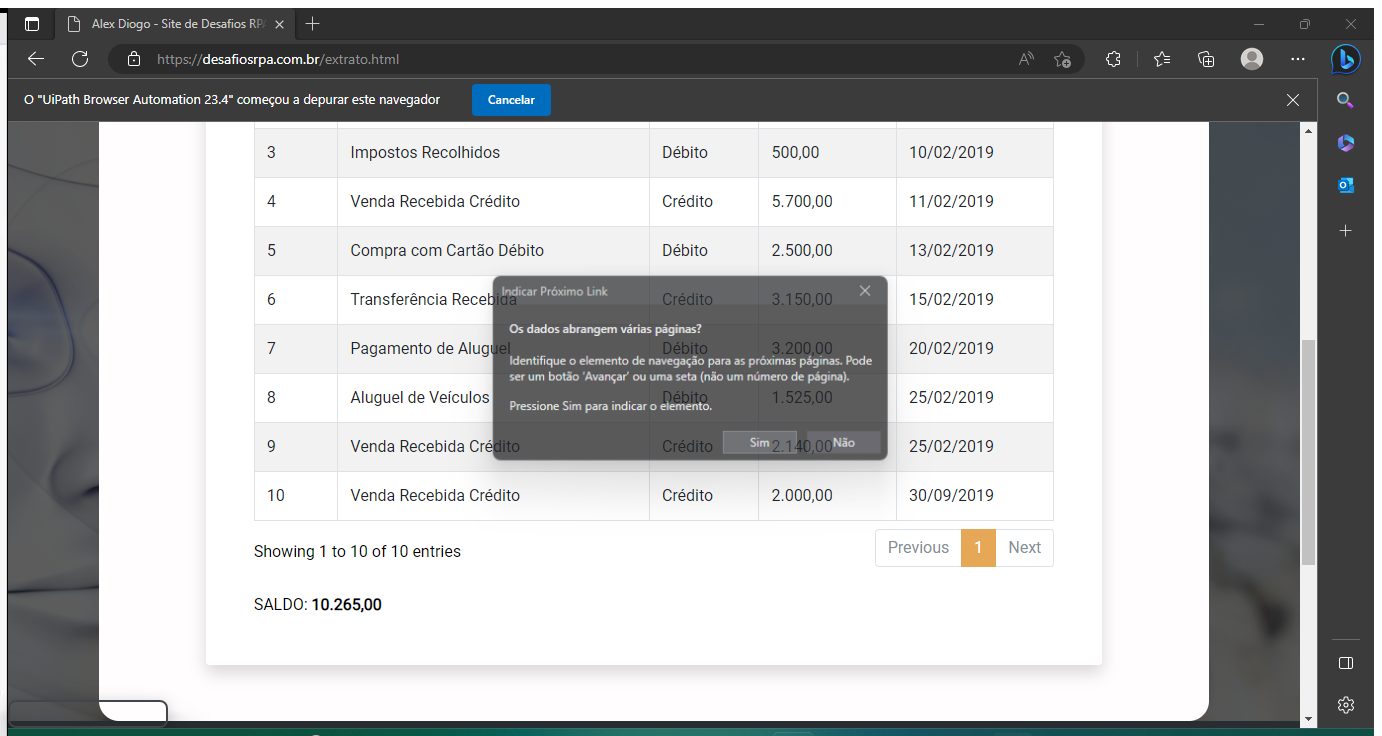 Alex Diogo - Site de Desafios RP
https://desafiosrpa.com.br/extrato.html
O "UiPath Browser Automation 23.4" começou a depurar este navegador Cancelar
3 Impostos Recolhidos Débito 500,00 10/02/2019
4 Venda Recebida Crédito Crédito 5.700,00 11/02/2019
5 Compra com Cartão Débito Débito 2.500,00 13/02/2019
6 Transferência Recebida Crédito 3.150,00 15/02/2019
7 Pagamento de Aluguel Débito 3.200,00 20/02/2019
8 Aluguel de Veículos Débito 1.525,00 25/02/2019
9 Venda Recebida Crédito Crédito 2.140,00 25/02/2019
10 Venda Recebida Crédito Crédito 2.000,00 30/09/2019
Indicar Próximo Link
Os dados abrangem várias páginas?
Identifique o elemento de navegação para as próximas páginas. Pode
ser um botão 'Avançar' ou uma seta (não um número de página).
Pressione Sim para indicar o elemento.
Sim Não
Showing 1 to 10 of 10 entries Previous 1 Next
SALDO: 10.265,00